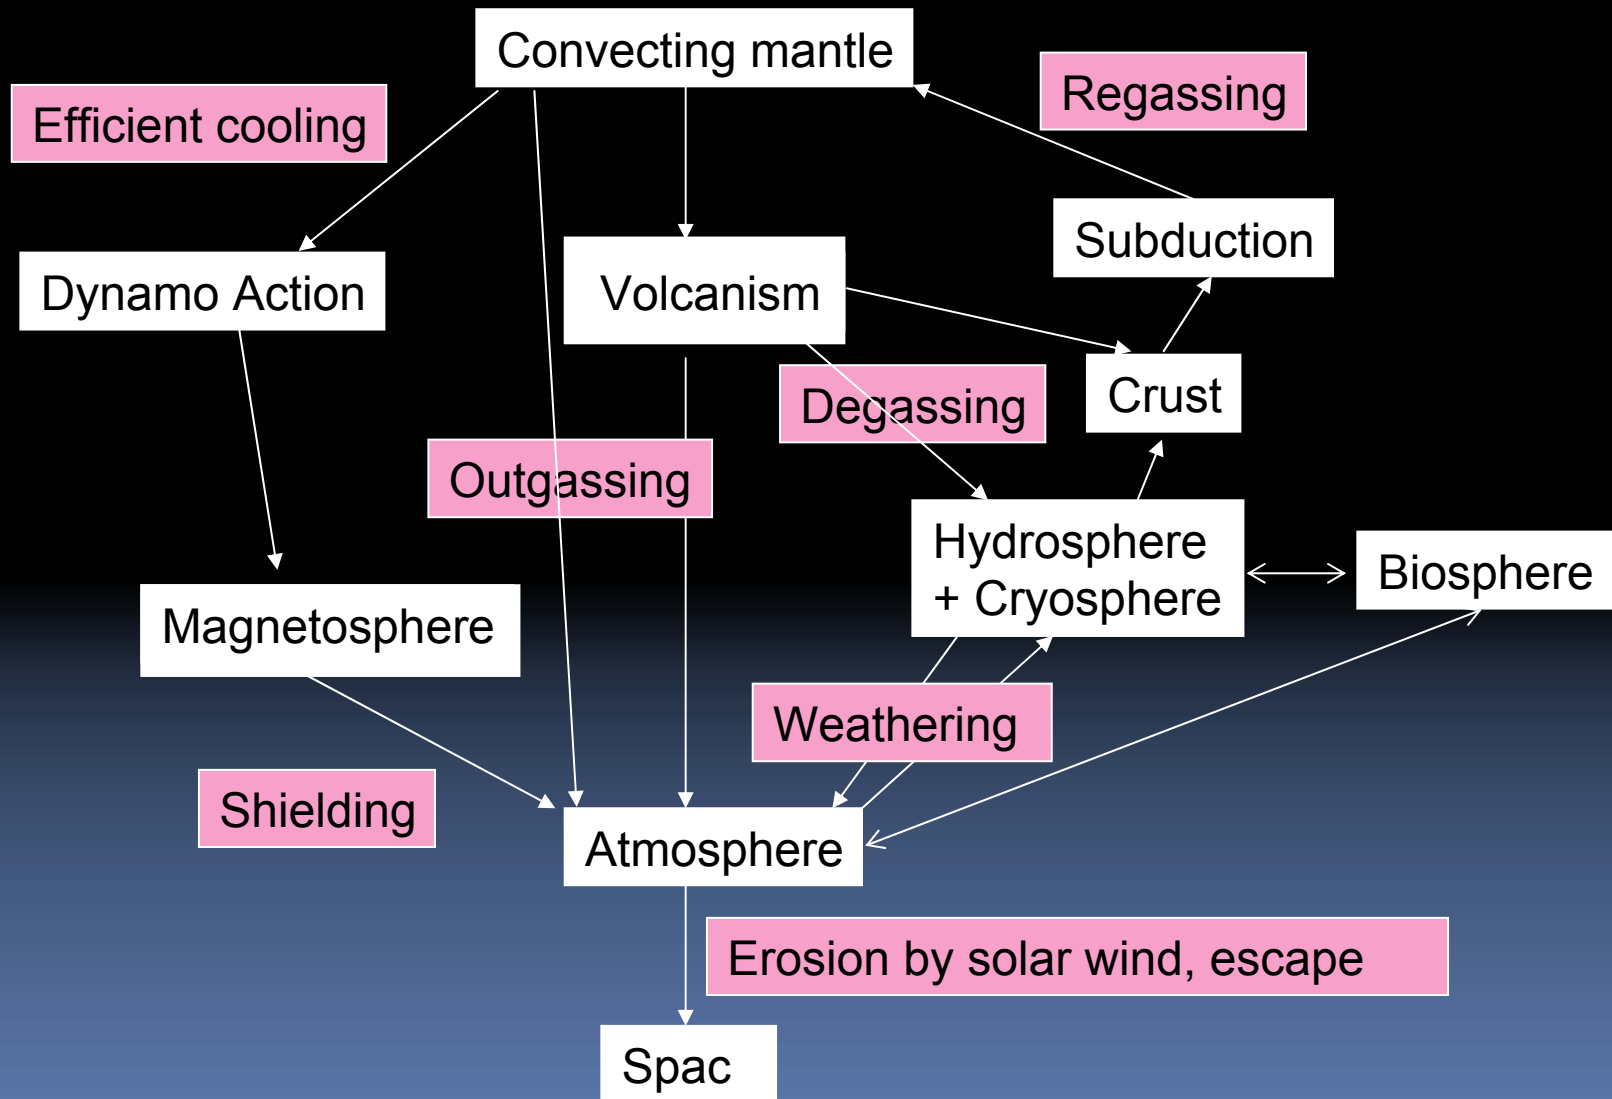 Convecting mantle
Regassing
Efficient cooling
Subduction
Dynamo Action
Volcanism
Crust
Degassing
Outgassing
Hydrosphere
+ Cryosphere
Biosphere
Magnetosphere
Weathering
Shielding
Atmosphere
Erosion by solar wind, escape
Spac